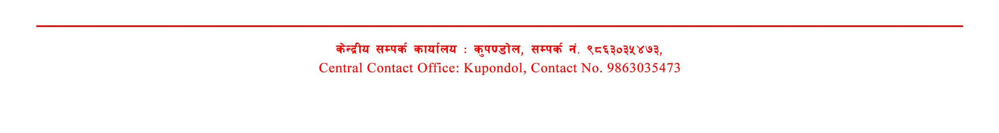 केन्द्रीय सम्पर्क कार्यालय : कुपण्डोल, सम्पर्क नं. ९८६३०३५४७३,
Central Contact Office: Kupondol, Contact No. 9863035473